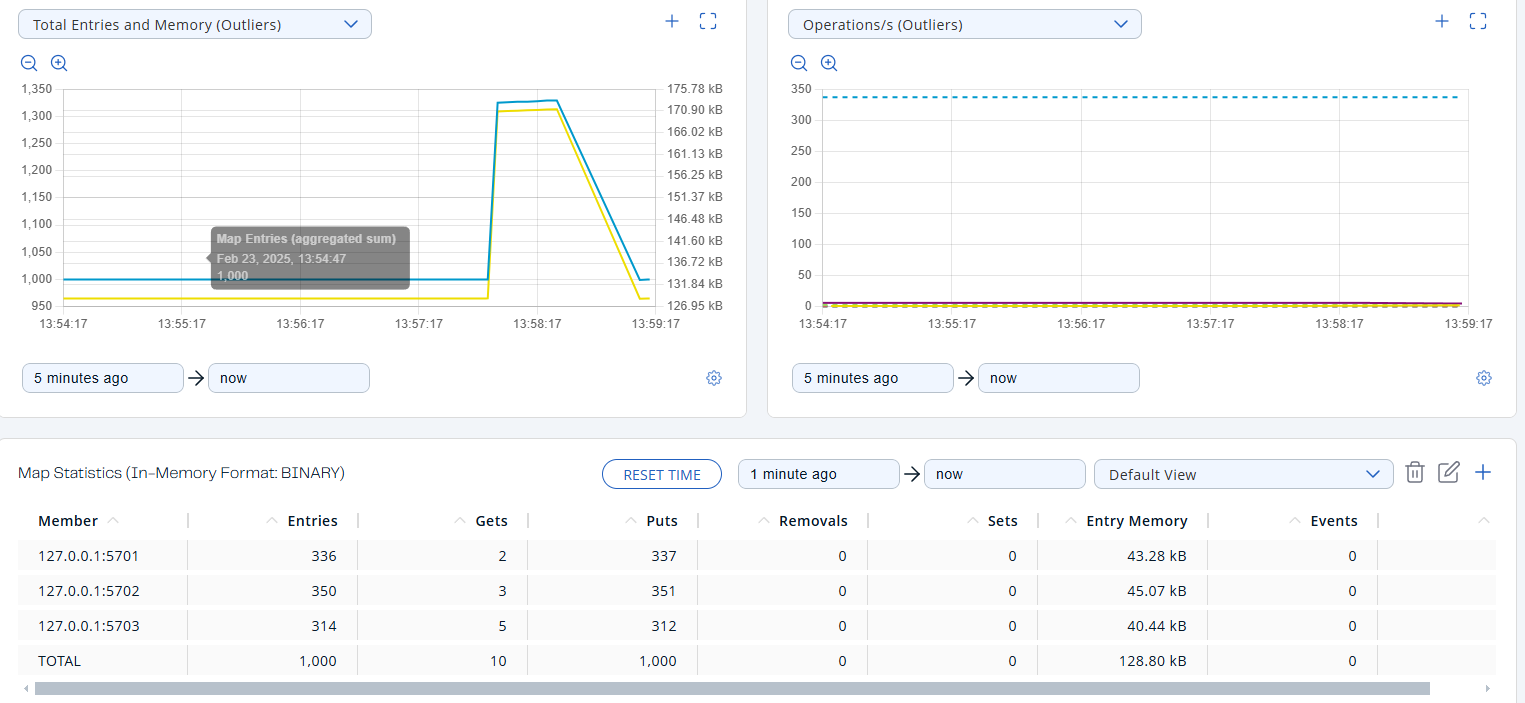 Total Entries and Memory (Outliers)
Operations/s (Outliers)
1,350
1,300
1,250
1,200
1,150
1,100
1,050
1,000
950
175.78 kB
170.90 kB
166.02 kB
161.13 kB
156.25 kB
151.37 kB
146.48 kB
141.60 kB
136.72 kB
131.84 kB
126.95 kB
Map Entries (aggregated sum)
Feb 23, 2025, 13:54:47
1,000
13:54:17 13:55:17 13:56:17 13:57:17 13:58:17 13:59:17
350
300
250
200
150
100
50
0
13:54:17 13:55:17 13:56:17 13:57:17 13:58:17 13:59:17
5 minutes ago now
5 minutes ago now
Map Statistics (In-Memory Format: BINARY) RESET TIME 1 minute ago now Default View
Member Entries Gets Puts Removals Sets Entry Memory Events
127.0.0.1:5701 336 2 337 0 0 43.28 kB 0
127.0.0.1:5702 350 3 351 0 0 45.07 kB 0
127.0.0.1:5703 314 5 312 0 0 40.44 kB 0
TOTAL 1,000 10 1,000 0 0 128.80 kB 0